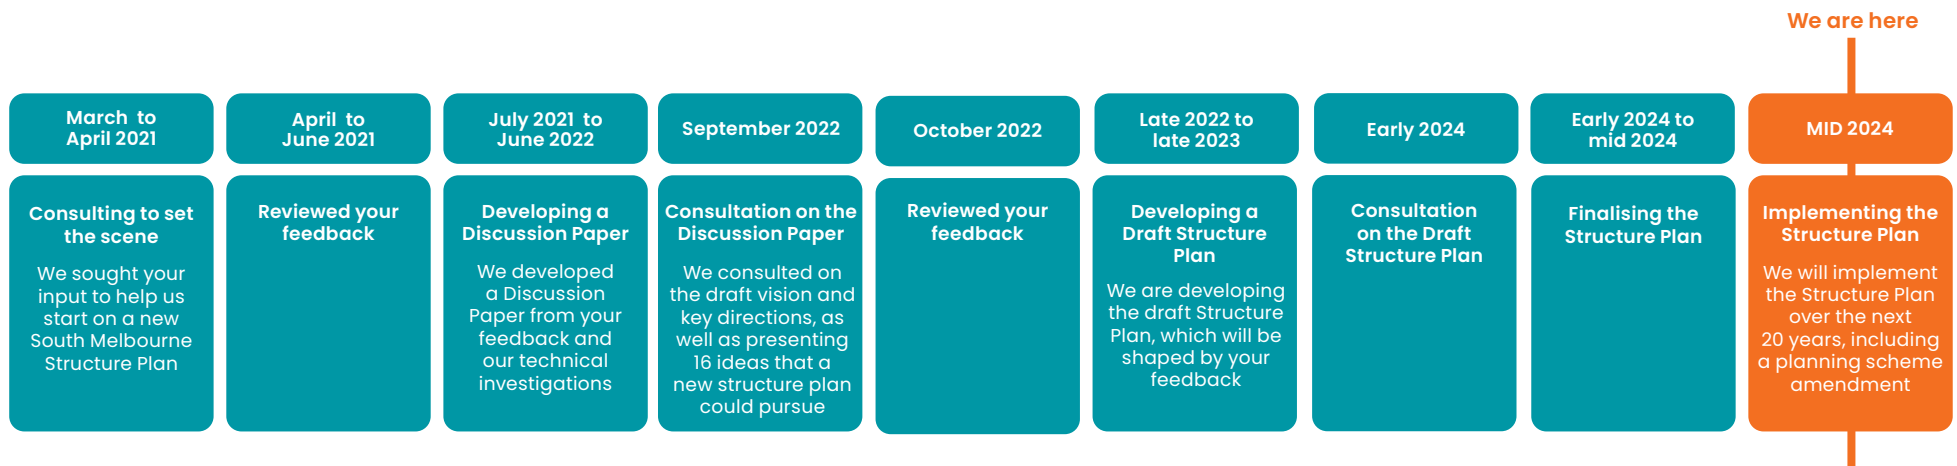 We are here
March to
April 2021
Consulting to set
the scene
We sought your
input to help us
start on a new
South Melbourne
Structure Plan
April to
June 2021
Reviewed your
feedback
July 2021 to
June 2022
Developing a
Discussion Paper
We developed
a Discussion
Paper from your
feedback and
our technical
investigations
September 2022
Consultation on the
Discussion Paper
We consulted on
the draft vision and
key directions, as
well as presenting
16 ideas that a
new structure plan
could pursue
October 2022
Reviewed your
feedback
Late 2022 to
late 2023
Developing a
Draft Structure
Plan
We are developing
the draft Structure
Plan, which will be
shaped by your
feedback
Early 2024
Consultation
on the Draft
Structure Plan
Early 2024 to
mid 2024
Finalising the
Structure Plan
MID 2024
Implementing the
Structure Plan
We will implement
the Structure Plan
over the next
20 years, including
a planning scheme
amendment